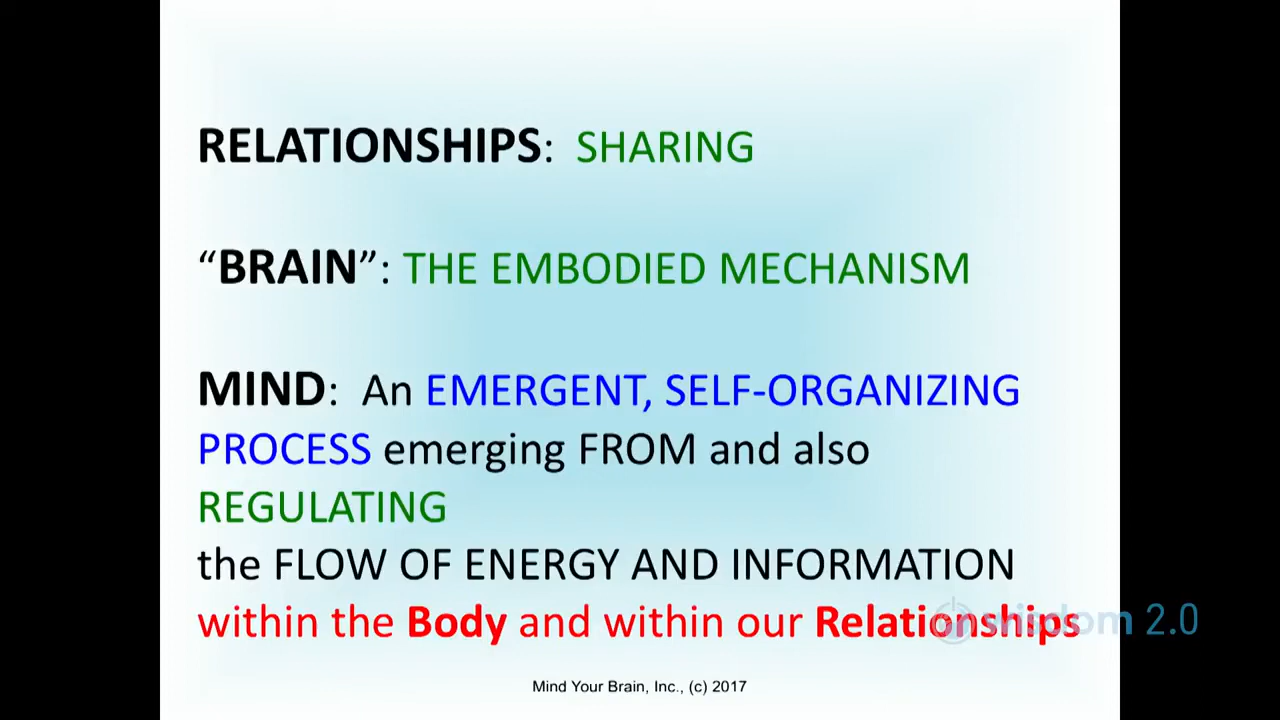 RELATIONSHIPS: SHARING
“BRAIN”: THE EMBODIED MECHANISM
MIND: An EMERGENT, SELF-ORGANIZING
PROCESS emerging FROM and also
REGULATING
the FLOW OF ENERGY AND INFORMATION
within the Body and within our Relationships
wisdom 2.0
Mind Your Brain, Inc., (c) 2017